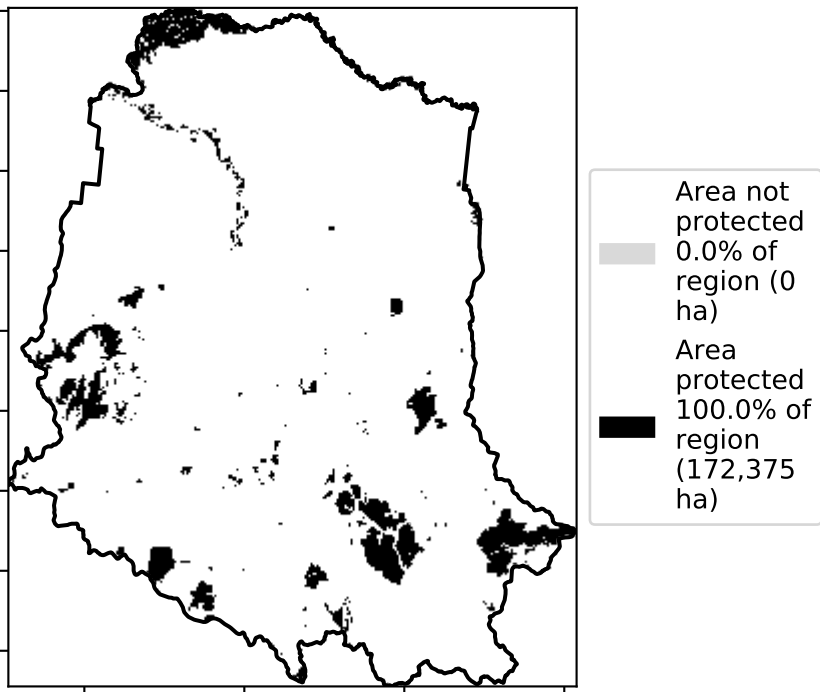 Area not
protected
0.0% of
region (0
ha)
Area
protected
100.0% of
region
(172,375
ha)